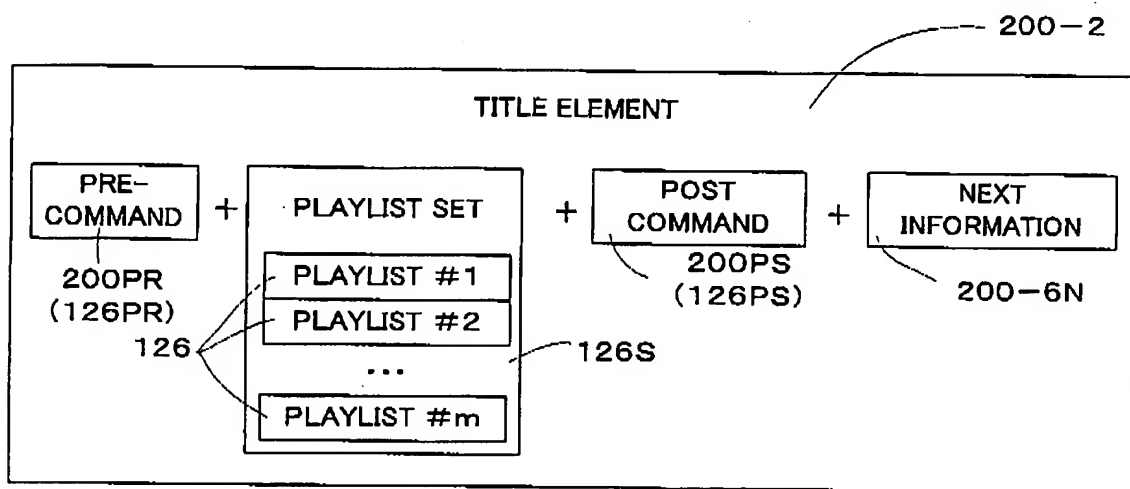 200-2
TITLE ELEMENT
PRE-
COMMAND
+
PLAYLIST SET
+
POST
COMMAND
+
NEXT
INFORMATION
200PR
(126PR)
PLAYLIST #1
PLAYLIST #2
...
PLAYLIST #m
126
126S
200PS
(126PS)
200-6N